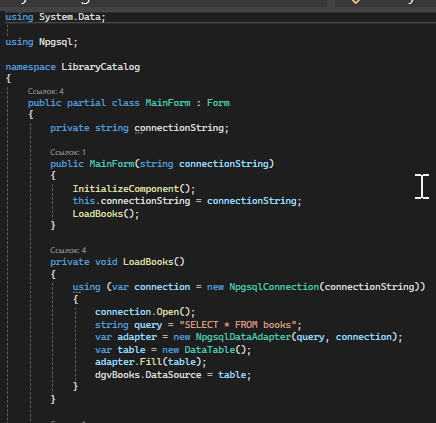 using System.Data;
using Npgsql;
namespace LibraryCatalog
{
Ссылок: 4
public partial class MainForm : Form
{
private string connectionString;
Ссылок: 1
public MainForm(string connectionString)
{
InitializeComponent();
this.connectionString = connectionString;
LoadBooks();
}
Ссылок: 4
private void LoadBooks()
{
using (var connection = new NpgsqlConnection(connectionString))
{
connection.Open();
string query = "SELECT * FROM books";
var adapter = new NpgsqlDataAdapter(query, connection);
var table = new DataTable();
adapter.Fill(table);
dgvBooks.DataSource = table;
}
}